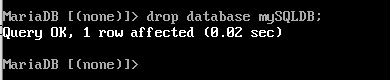 MariaDB [(none)]> drop database mySQLDB;
Query OK, 1 row affected (0.02 sec)
MariaDB [(none)]>